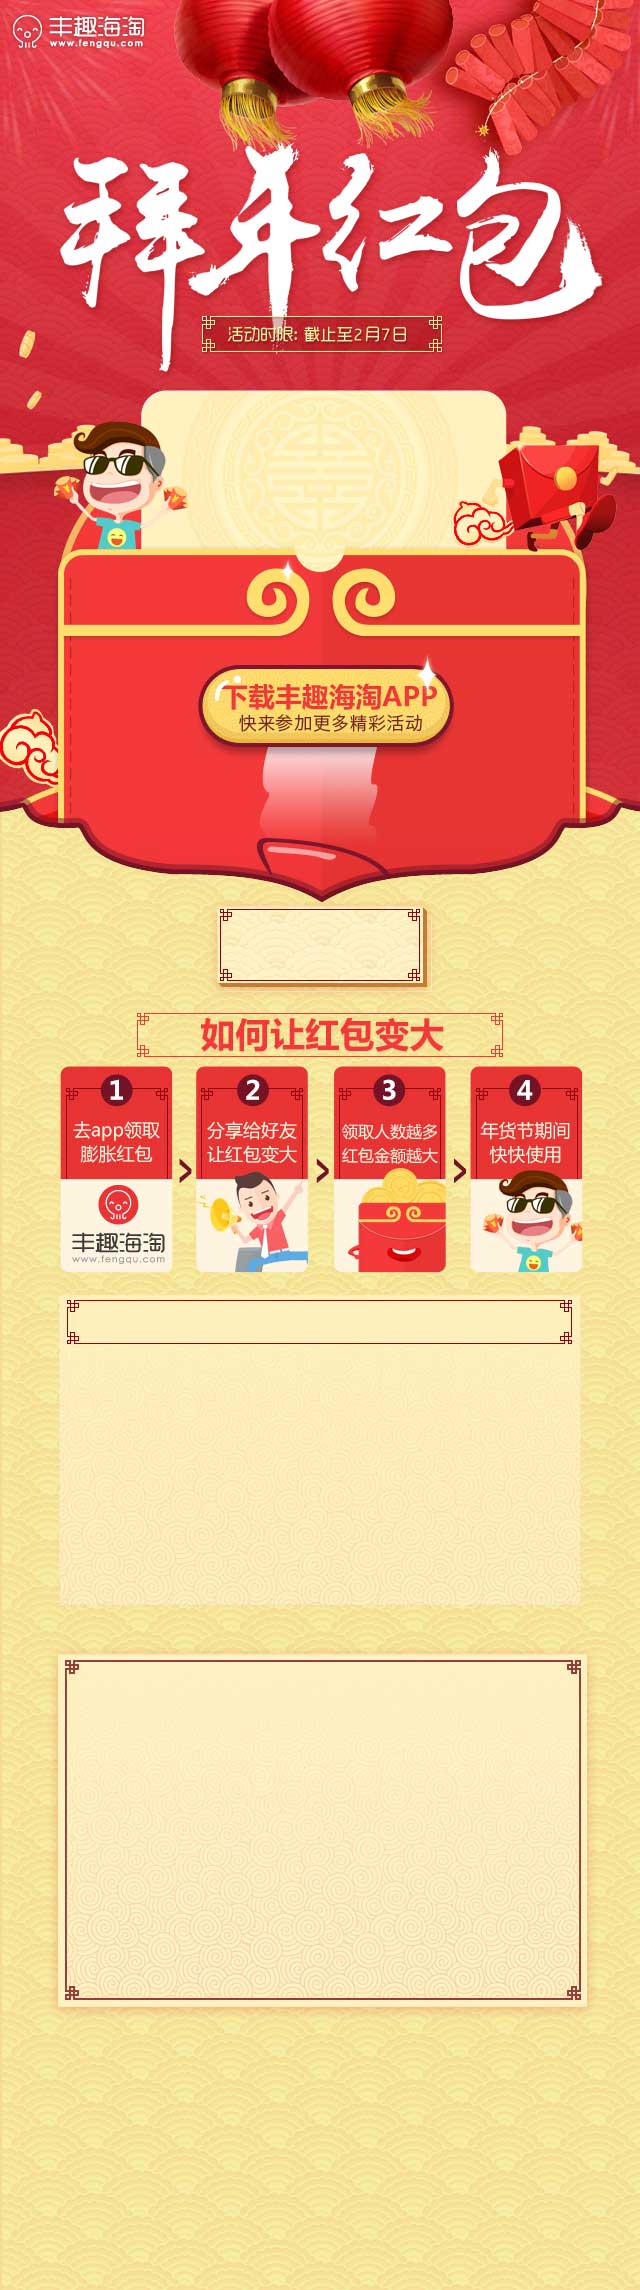 丰趣海淘
www.fengqu.com
拜年红包
活动时限: 截止至2月7日
下载丰趣海淘APP
快来参加更多精彩活动
如何让红包变大
1
去app领取
膨胀红包
丰趣海淘
www.fengqu.com
2
分享给好友
让红包变大
3
领取人数越多
红包金额越大
4
年货节期间
快快使用